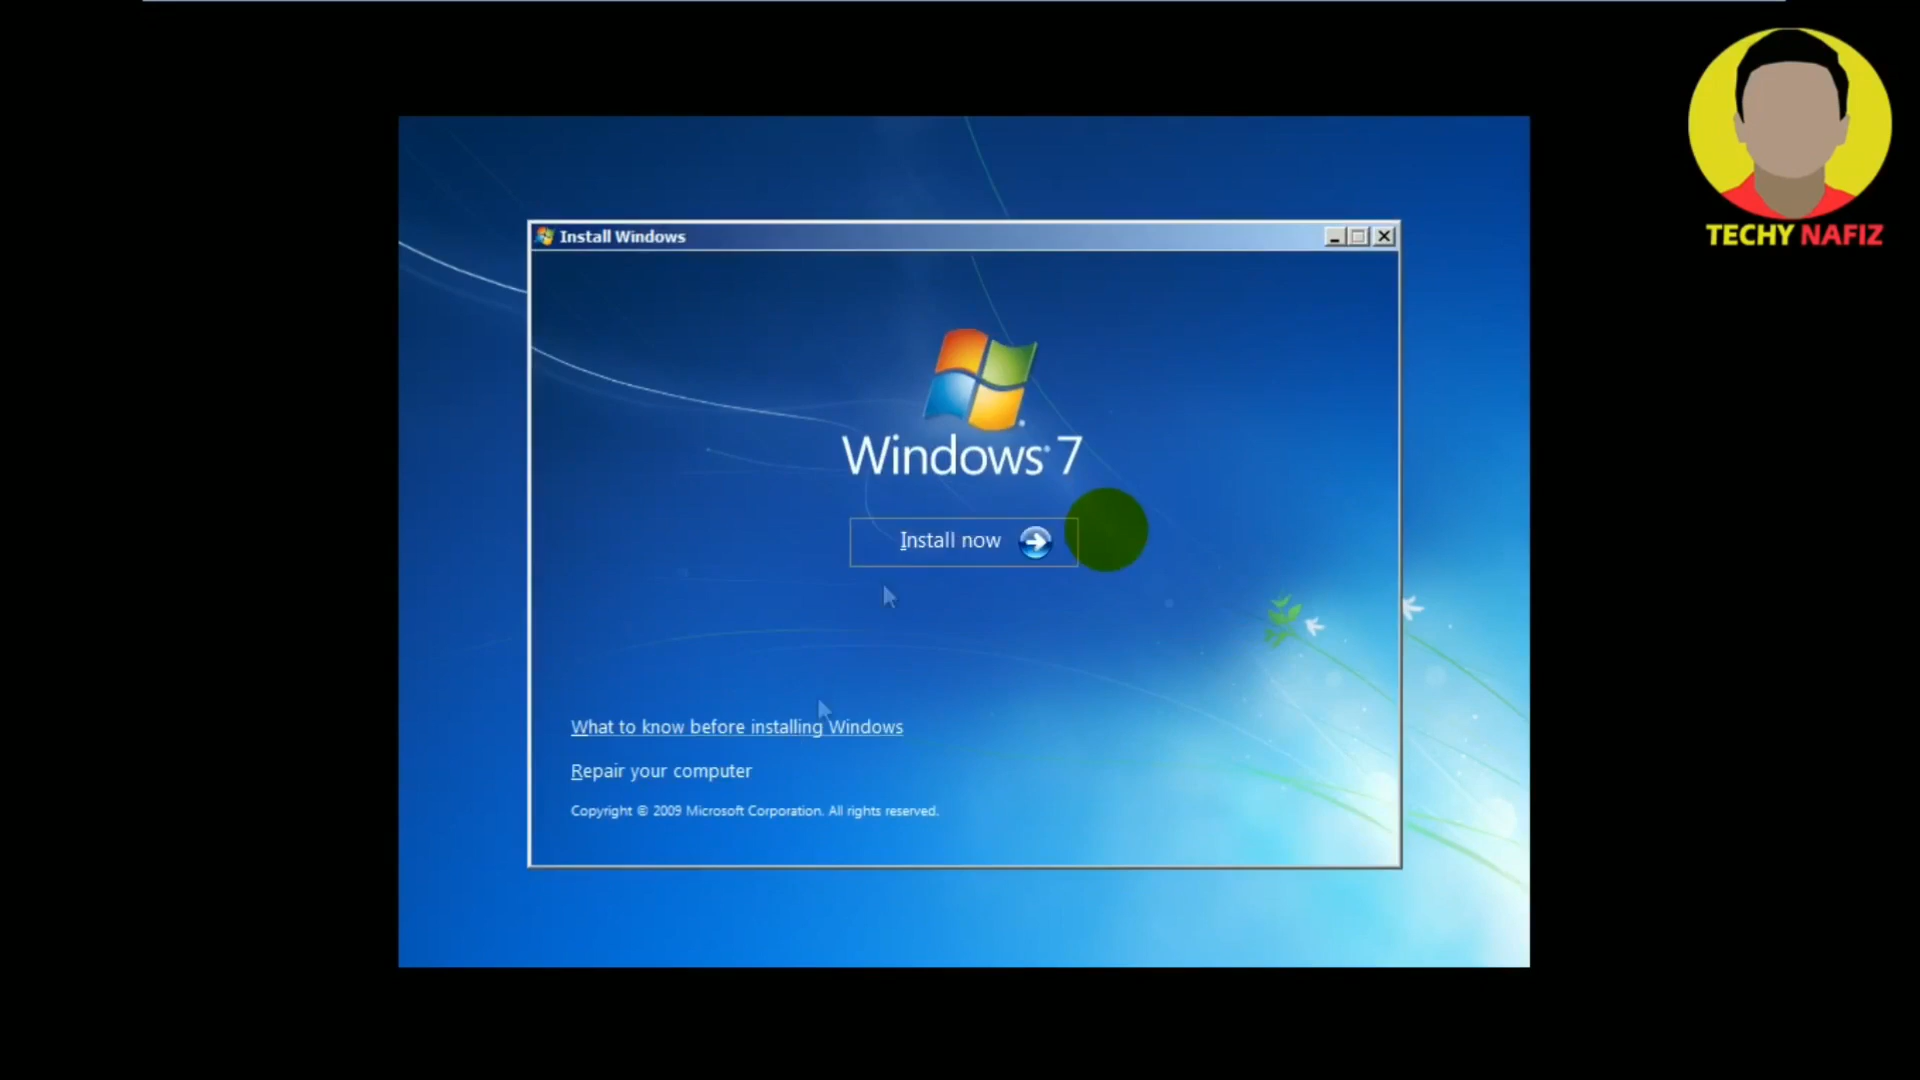 TECHY NAFIZ
Install Windows
Windows® 7
Install now
What to know before installing Windows
Repair your computer
Copyright © 2009 Microsoft Corporation. All rights reserved.